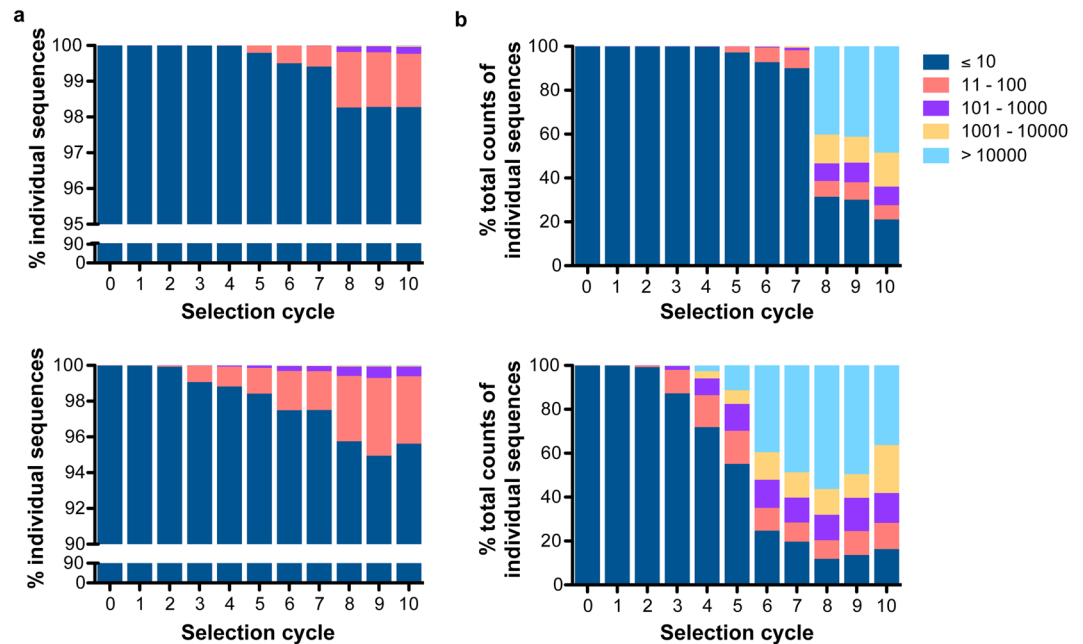 a
% individual sequences
100
99
98
97
96
95
90
0
0 1 2 3 4 5 6 7 8 9 10
Selection cycle
b
% total counts of
individual sequences
100
80
60
40
20
0
0 1 2 3 4 5 6 7 8 9 10
Selection cycle
≤ 10
11 - 100
101 - 1000
1001 - 10000
> 10000
% individual sequences
100
98
96
94
92
90
90
0
0 1 2 3 4 5 6 7 8 9 10
Selection cycle
% total counts of
individual sequences
100
80
60
40
20
0
0 1 2 3 4 5 6 7 8 9 10
Selection cycle